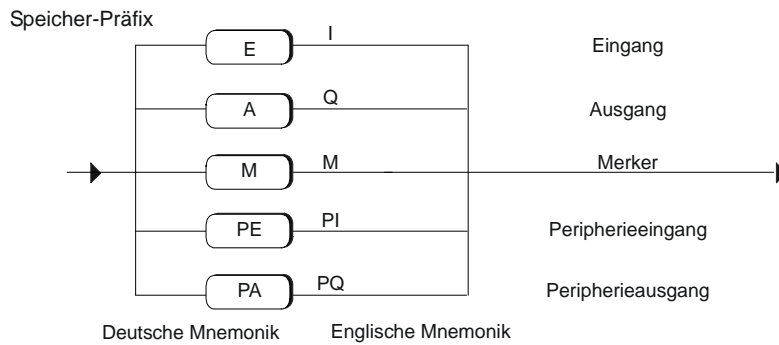 Speicher-Präfix
E I Eingang
A Q Ausgang
M M Merker
PE PI Peripherieeingang
PA PQ Peripherieausgang
Deutsche Mnemonik Englische Mnemonik